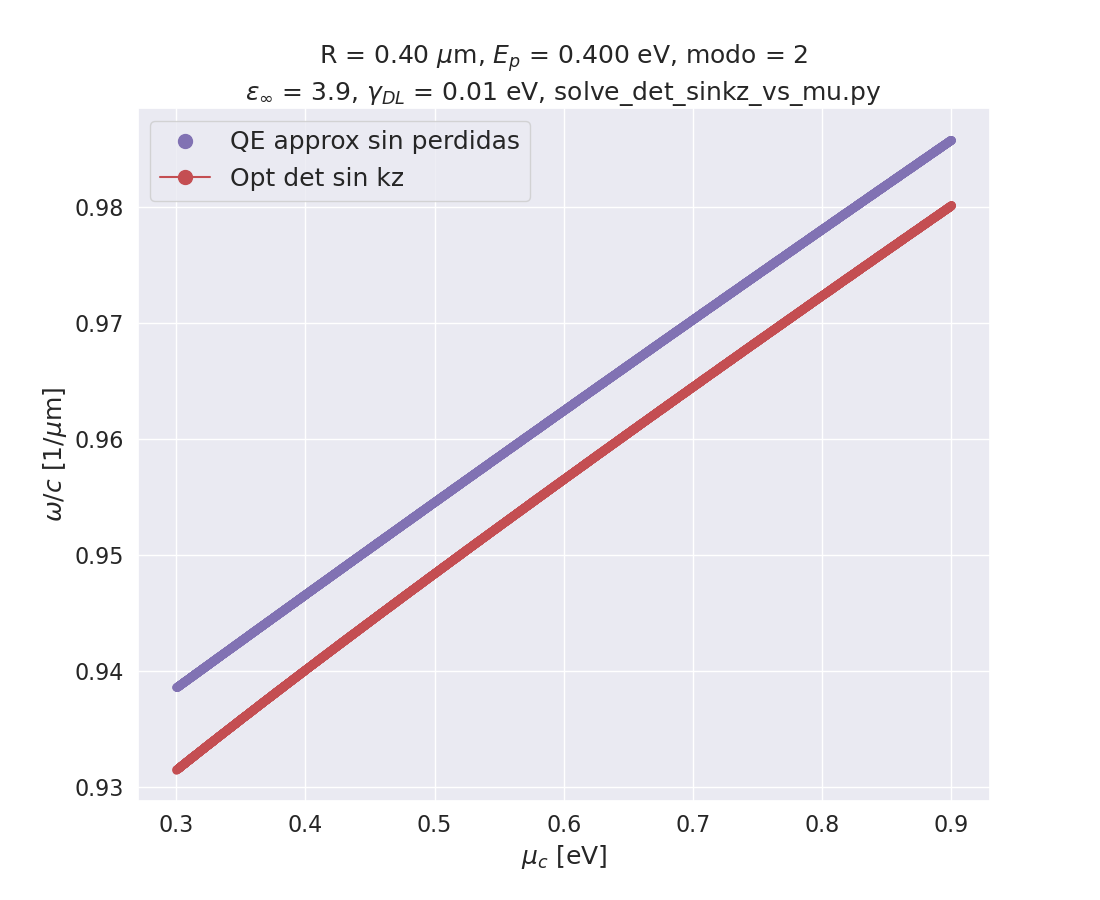 R = 0.40 μm, E_p = 0.400 eV, modo = 2
ε_∞ = 3.9, γ_DL = 0.01 eV, solve_det_sinkz_vs_mu.py
QE approx sin perdidas
Opt det sin kz
0.98
0.97
0.96
0.95
0.94
0.93
ω/c [1/μm]
0.3 0.4 0.5 0.6 0.7 0.8 0.9
μ_c [eV]